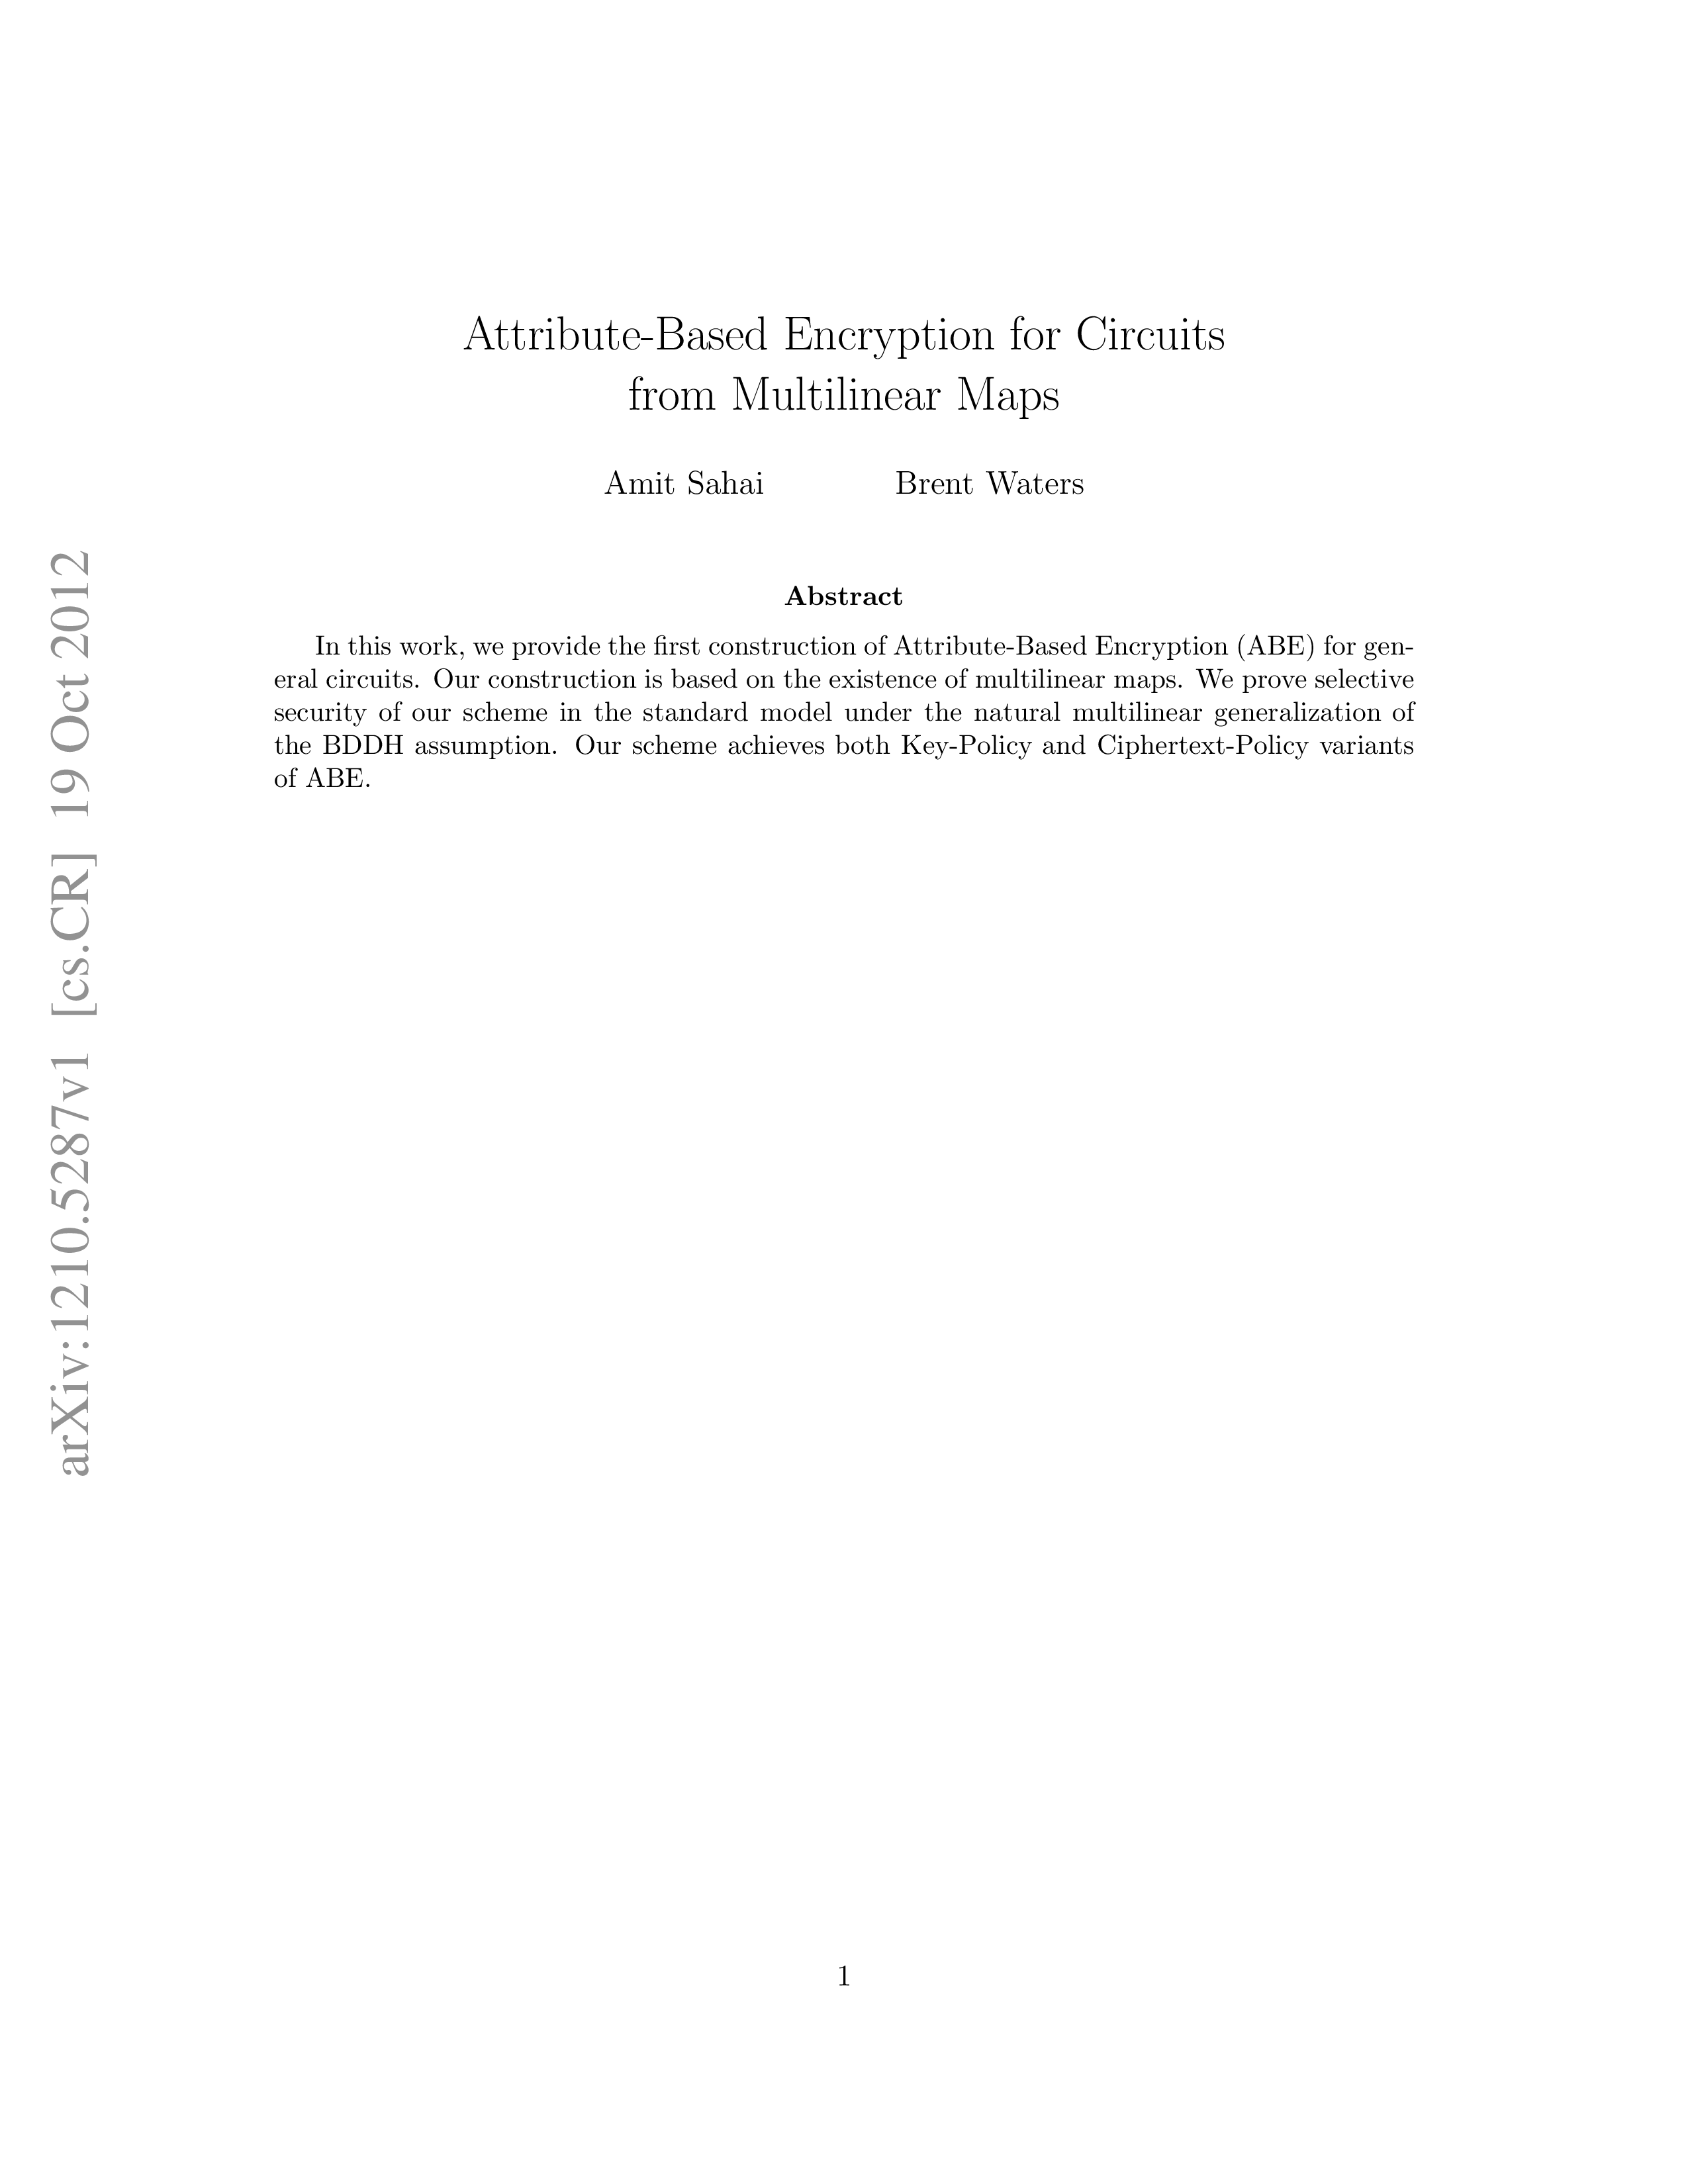 Attribute-Based Encryption for Circuits
from Multilinear Maps
Amit Sahai Brent Waters
Abstract
In this work, we provide the first construction of Attribute-Based Encryption (ABE) for gen-
eral circuits. Our construction is based on the existence of multilinear maps. We prove selective
security of our scheme in the standard model under the natural multilinear generalization of
the BDDH assumption. Our scheme achieves both Key-Policy and Ciphertext-Policy variants
of ABE.
arXiv:1210.5287v1 [cs.CR] 19 Oct 2012
1